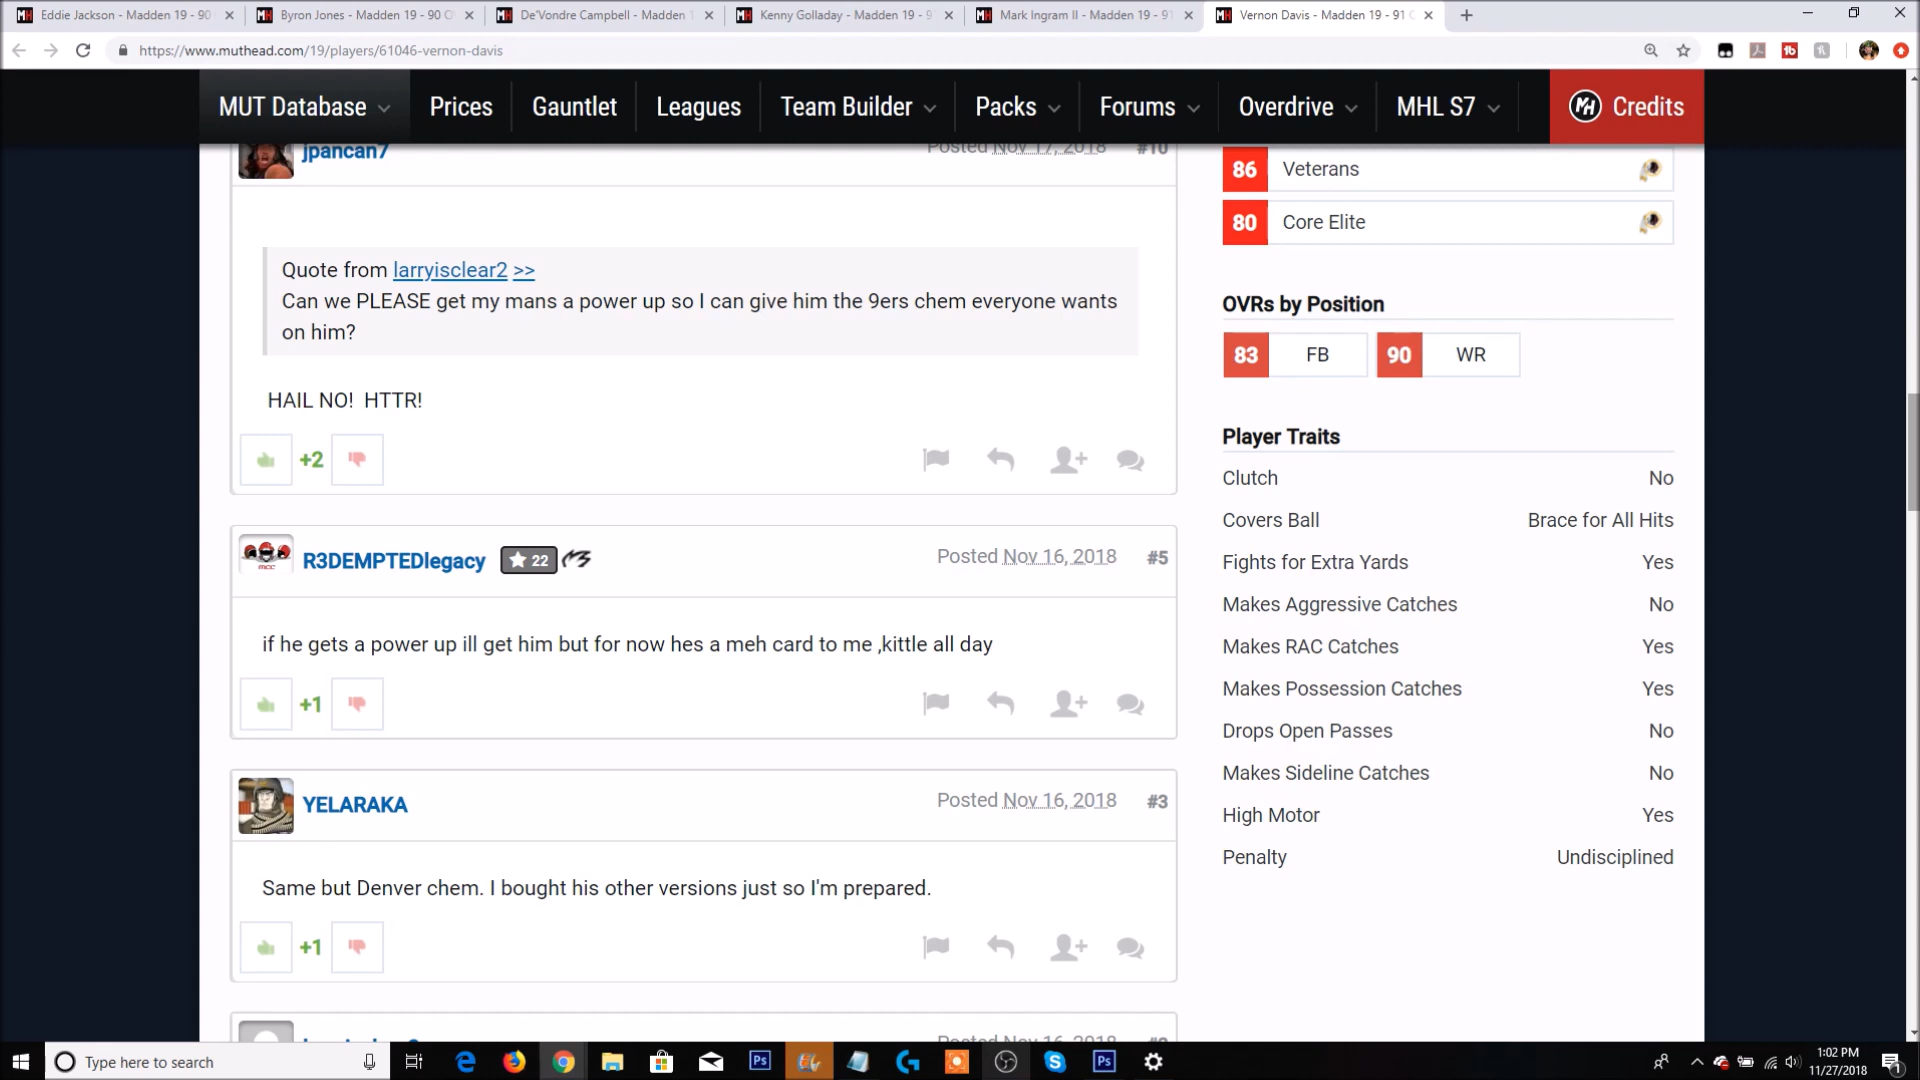 Eddie Jackson - Madden 19 - 90
Byron Jones - Madden 19 - 90 O
De'Vondre Campbell - Madden 1
Kenny Golladay - Madden 19 - 9
Mark Ingram II - Madden 19 - 91
Vernon Davis - Madden 19 - 91
https://www.muthead.com/19/players/61046-vernon-davis
MUT Database Prices Gauntlet Leagues Team Builder Packs Forums Overdrive MHL S7 Credits
jpancan7 Posted Nov 17, 2018 #10
Quote from larryisclear2 >>
Can we PLEASE get my mans a power up so I can give him the 9ers chem everyone wants
on him?
HAIL NO! HTTR!
+2
R3DEMPTEDlegacy 22 Posted Nov 16, 2018 #5
if he gets a power up ill get him but for now hes a meh card to me ,kittle all day
+1
YELARAKA Posted Nov 16, 2018 #3
Same but Denver chem. I bought his other versions just so I'm prepared.
+1
86 Veterans
80 Core Elite
OVRs by Position
83 FB 90 WR
Player Traits
Clutch No
Covers Ball Brace for All Hits
Fights for Extra Yards Yes
Makes Aggressive Catches No
Makes RAC Catches Yes
Makes Possession Catches Yes
Drops Open Passes No
Makes Sideline Catches No
High Motor Yes
Penalty Undisciplined
Type here to search
1:02 PM
11/27/2018